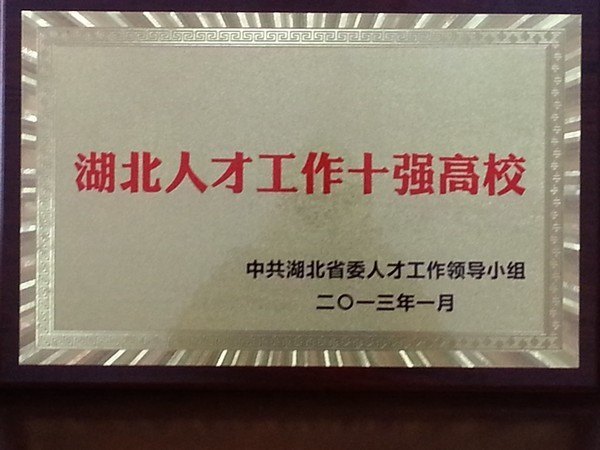 湖北人才工作十强高校
中共湖北省委人才工作领导小组
二〇一三年一月